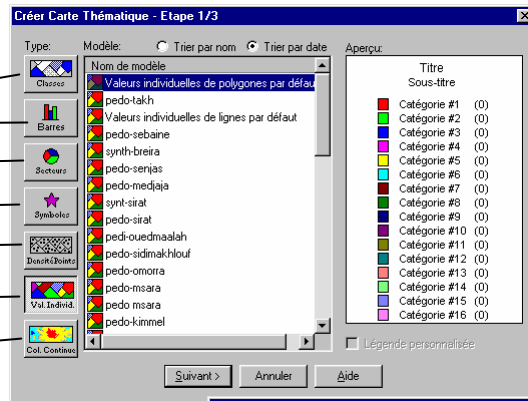 Créer Carte Thématique - Etape 1/3
Type:
Classes
Barres
Secteurs
Symboles
DensitéPoints
Val. Individ.
Col. Continue
Modèle:
Trier par nom
Trier par date
Nom de modèle
Valeurs individuelles de polygones par défau
pedo-takh
Valeurs individuelles de lignes par défaut
pedo-sebaine
synth-breira
pedo-senjas
pedo-medjaja
synt-sirat
pedo-sirat
pedi-ouedmaalah
pedo-sidimakhlouf
pedo-omorra
pedo-msara
pedo msara
pedo-kimmel
Aperçu:
Titre
Sous-titre
Catégorie #1 (0)
Catégorie #2 (0)
Catégorie #3 (0)
Catégorie #4 (0)
Catégorie #5 (0)
Catégorie #6 (0)
Catégorie #7 (0)
Catégorie #8 (0)
Catégorie #9 (0)
Catégorie #10 (0)
Catégorie #11 (0)
Catégorie #12 (0)
Catégorie #13 (0)
Catégorie #14 (0)
Catégorie #15 (0)
Catégorie #16 (0)
Légende personnalisée
Suivant >
Annuler
Aide